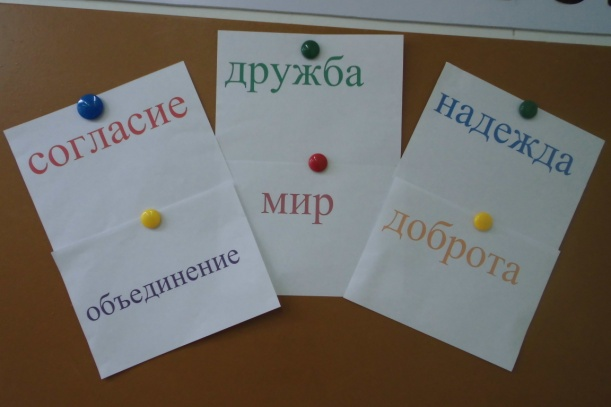 согласие
объединение
дружба
мир
надежда
доброта